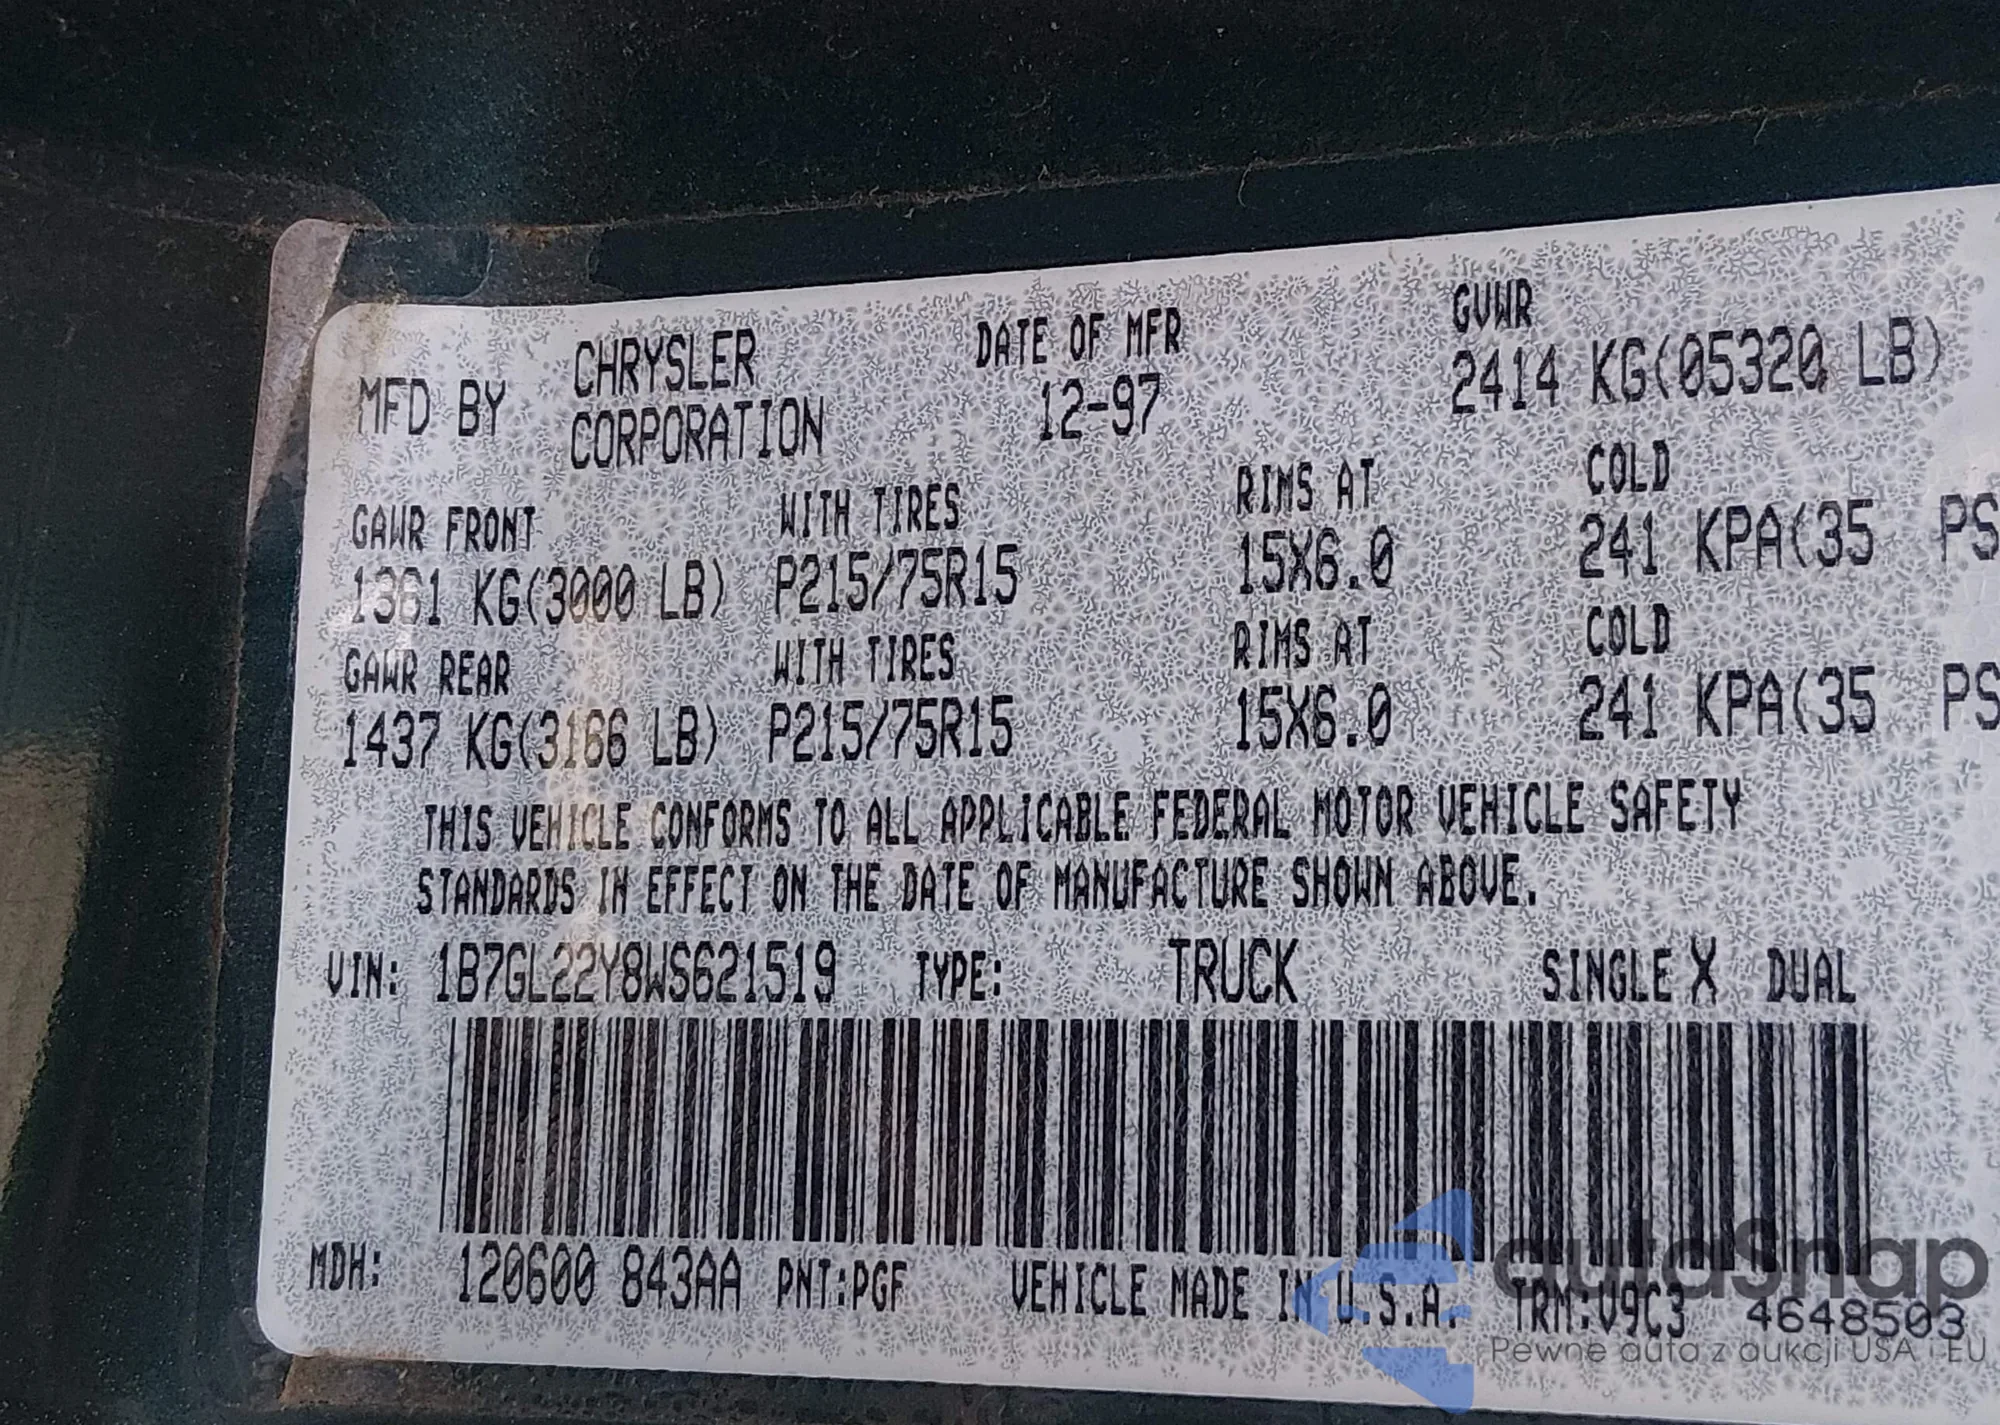 MFD BY CHRYSLER CORPORATION DATE OF MFR 12-97 GVWR 2414 KG(05320 LB)
GAWR FRONT WITH TIRES RIMS AT COLD
1361 KG(3000 LB) P215/75R15 15X6.0 241 KPA(35 PS
GAWR REAR WITH TIRES RIMS AT COLD
1437 KG(3166 LB) P215/75R15 15X6.0 241 KPA(35 PS
THIS VEHICLE CONFORMS TO ALL APPLICABLE FEDERAL MOTOR VEHICLE SAFETY
STANDARDS IN EFFECT ON THE DATE OF MANUFACTURE SHOWN ABOVE.
VIN: 1B7GL22Y8WS621519 TYPE: TRUCK SINGLE X DUAL
MDH: 120600 843AA PNT:PGF VEHICLE MADE IN U.S.A. TRM:V9C3 4648503
autaSnap
Pewne auta z aukcji USA i EU